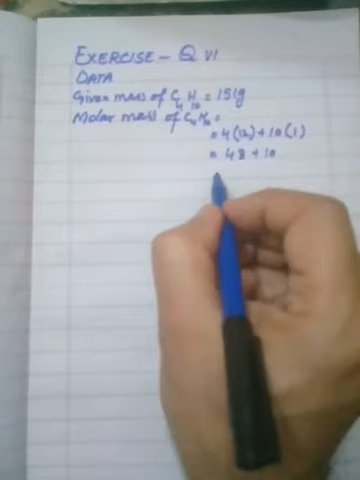 EXERCISE - Q VI
DATA
Given mass of C₄H₁₀ = 151g
Molar mass of C₄H₁₀ =
= 4(12) + 10(1)
= 48 + 10